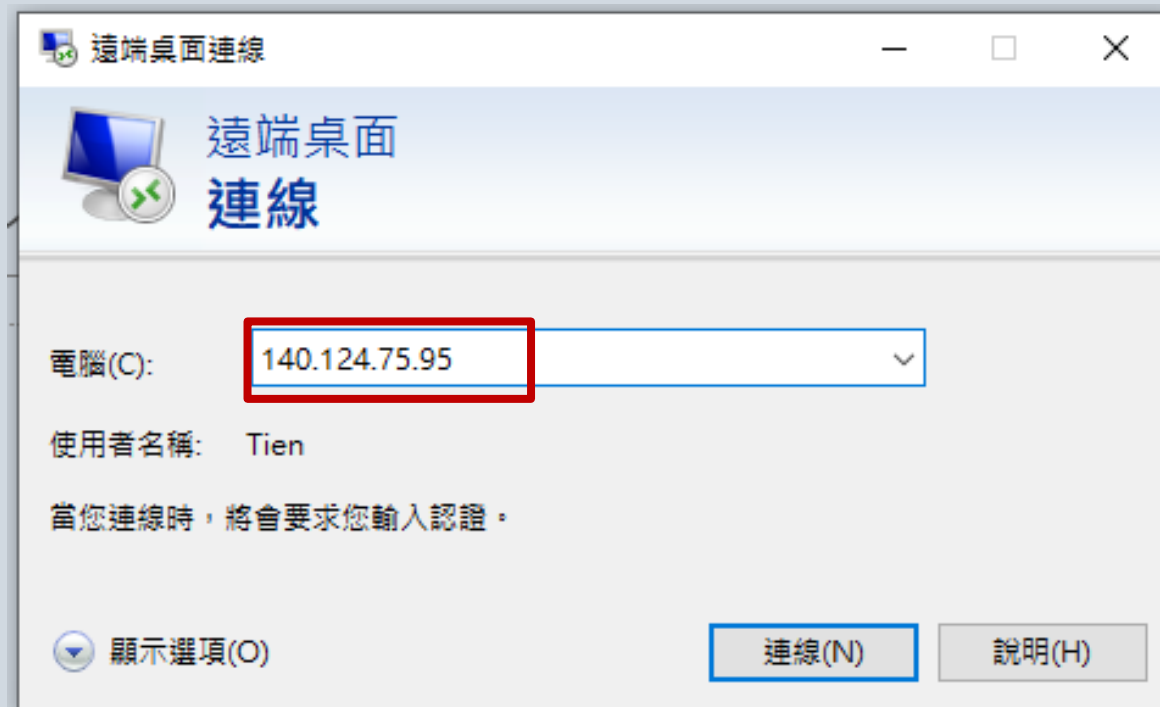 遠端桌面連線
遠端桌面
連線
電腦(C):
140.124.75.95
使用者名稱: Tien
當您連線時，將會要求您輸入認證。
顯示選項(O)
連線(N)
說明(H)